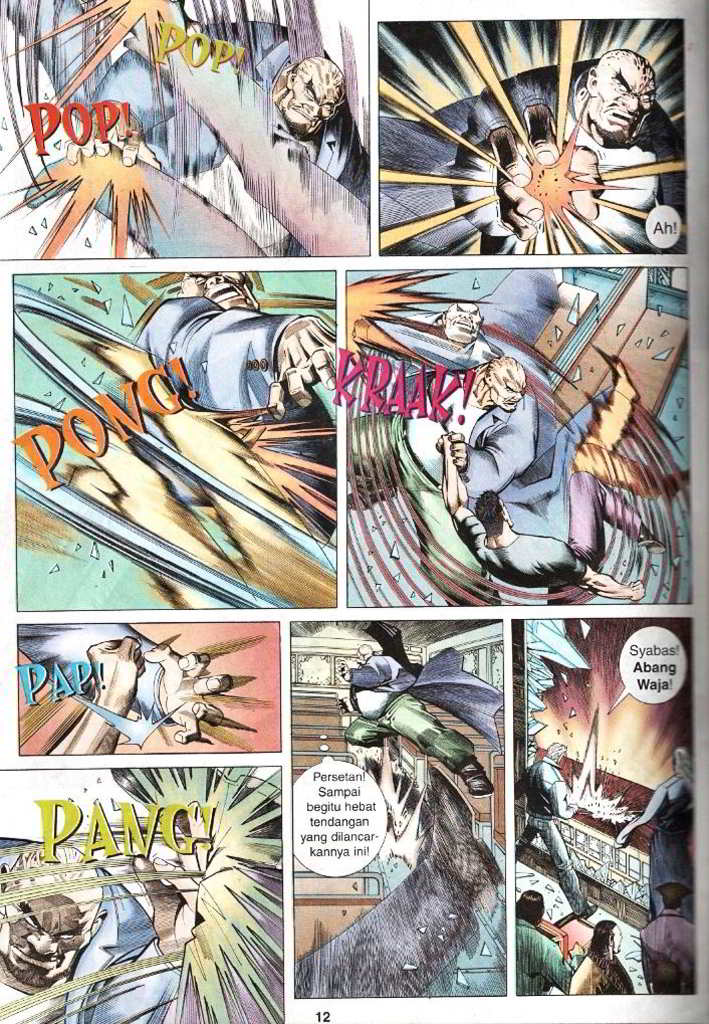 POP!
POP!
Ah!
PONG!
KRAAK!
PAP!
PANG!
Persetan!
Sampai
begitu hebat
tendangan
yang dilancar-
kannya ini!
Syabas!
Abang
Waja!
12